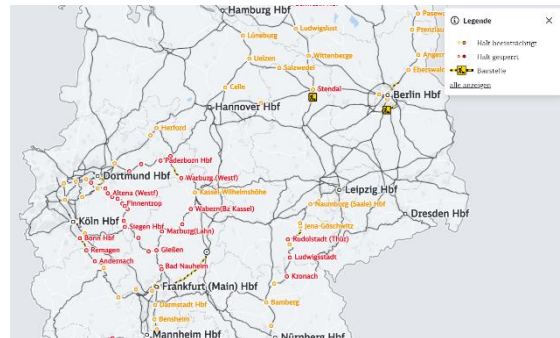 Hamburg Hbf
Ludwigslust
Pasew
Prenzlau
Lüneburg
Uelzen
Wittenberge
Angerm
Salzwedel
Eberswald
Celle
Stendal
Berlin Hbf
Hannover Hbf
Herford
Paderborn Hbf
Dortmund Hbf
Warburg (Westf)
Altena (Westf)
Kassel-Wilhelmshöhe
Leipzig Hbf
Finnentrop
Wabern(Bz Kassel)
Naumburg (Saale) Hbf
Dresden Hbf
Köln Hbf
Siegen Hbf
Marburg(Lahn)
Jena-Göschwitz
Bonn Hbf
Rudolstadt (Thür)
Remagen
Gießen
Ludwigsstadt
Andernach
Bad Nauheim
Kronach
Frankfurt (Main) Hbf
Bamberg
Darmstadt Hbf
Bensheim
Mannheim Hbf
Nürnberg Hbf
Legende
Halt beeinträchtigt
Halt gesperrt
Baustelle
alle anzeigen